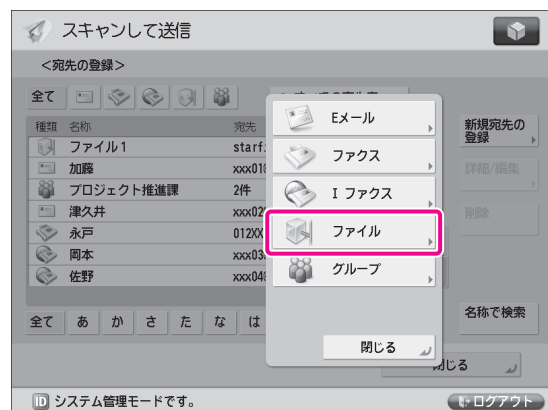 スキャンして送信
<宛先の登録>
全て
種類 名称 宛先
ファイル1 starf
加藤 xxx01
プロジェクト推進課 2件
津久井 xxx02
永戸 012XX
岡本 xxx03
佐野 xxx04
全て あ か さ た な は
Eメール
ファクス
I ファクス
ファイル
グループ
閉じる
新規宛先の
登録
詳細/編集
削除
名称で検索
閉じる
ID システム管理モードです。
ログアウト